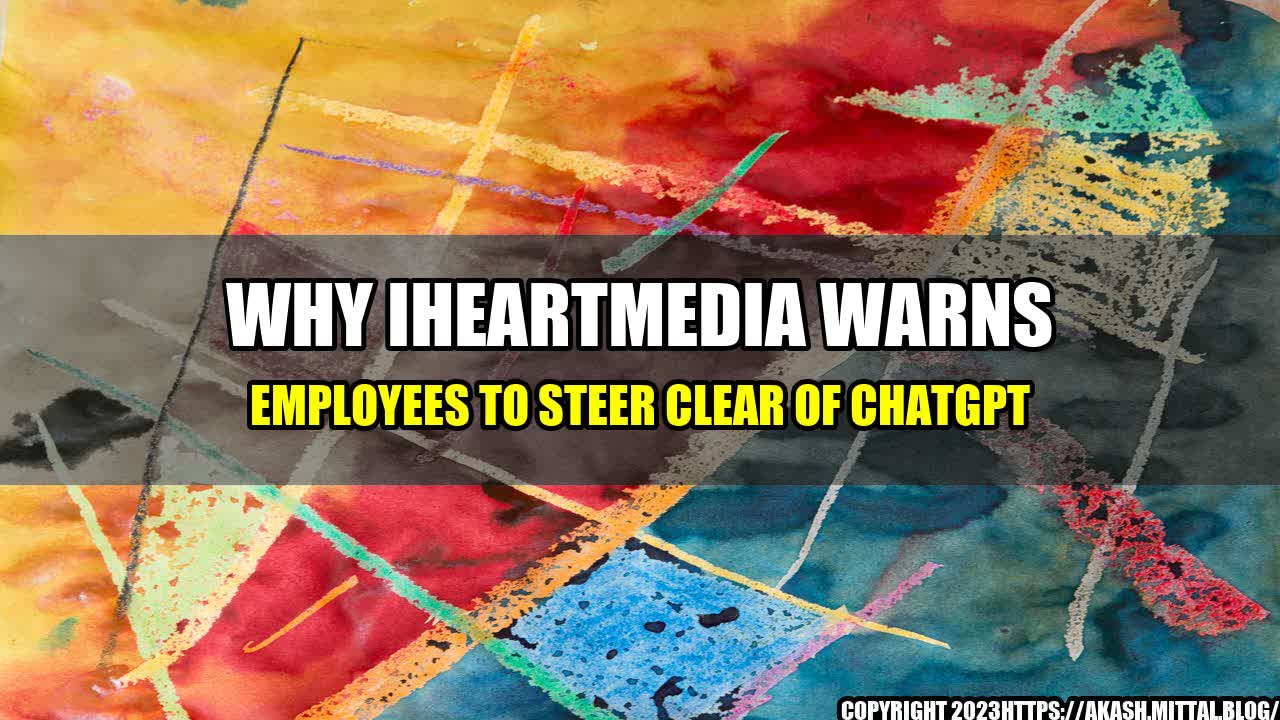 WHY IHEARTMEDIA WARNS
EMPLOYEES TO STEER CLEAR OF CHATGPT
COPYRIGHT 2023HTTPS://AKASH.MITTAL.BLOG/